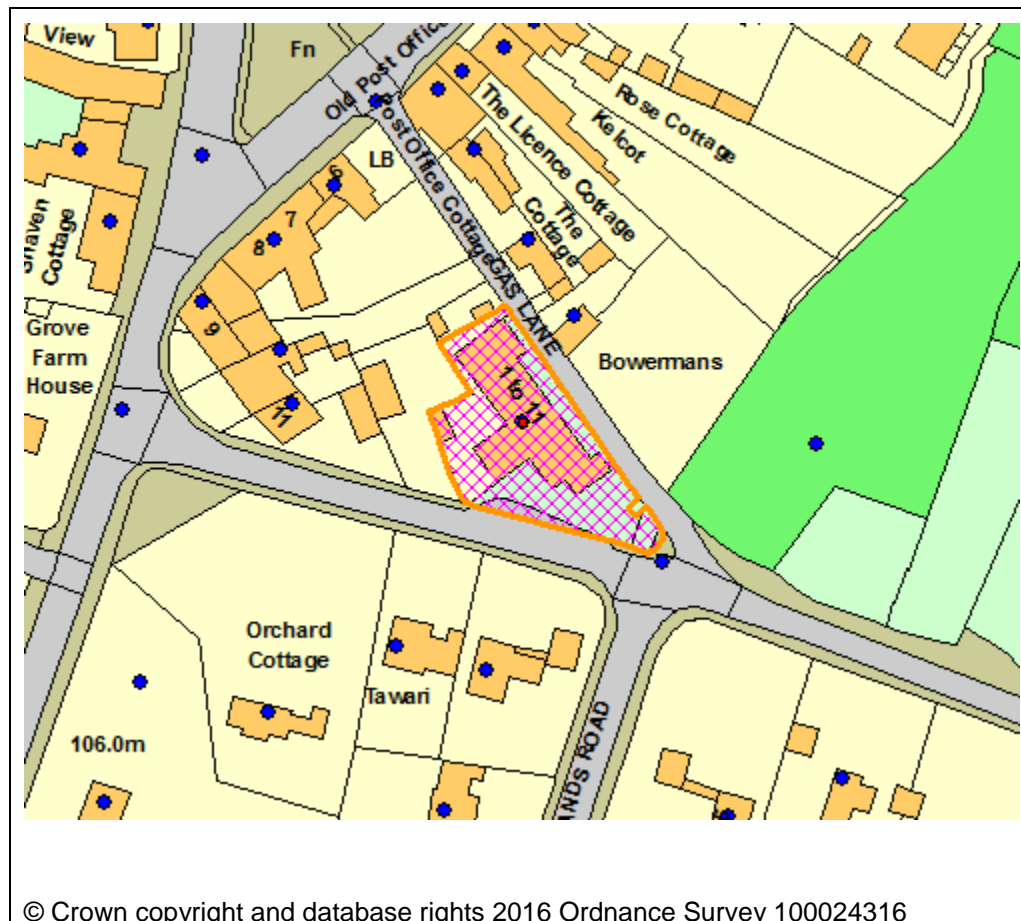 View
Fn
Old Post Office
Post Office Cottage
LB
Rose Cottage
Kelcot
The Licence Cottage
The
Cottage
6
7
8
9
11
Cottage
GAS LANE
Grove
Farm
House
1 to 11
Bowermans
Orchard
Cottage
Tawari
106.0m
ANDS ROAD
© Crown copyright and database rights 2016 Ordnance Survey 100024316